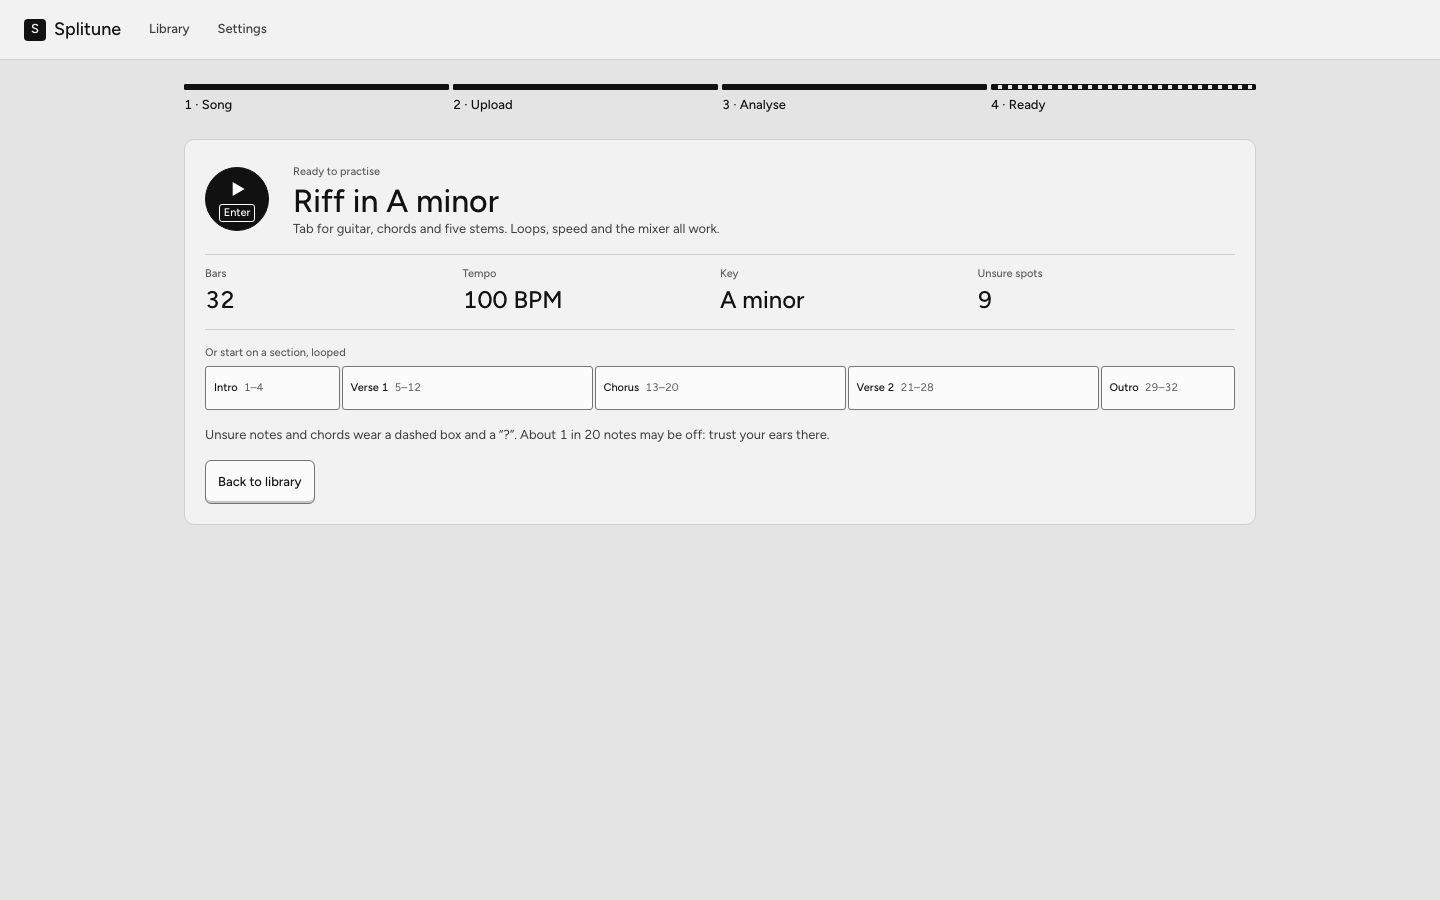 S Splitune Library Settings
1 · Song 2 · Upload 3 · Analyse 4 · Ready
Ready to practise
Riff in A minor
Enter
Tab for guitar, chords and five stems. Loops, speed and the mixer all work.
Bars Tempo Key Unsure spots
32 100 BPM A minor 9
Or start on a section, looped
Intro 1–4 Verse 1 5–12 Chorus 13–20 Verse 2 21–28 Outro 29–32
Unsure notes and chords wear a dashed box and a “?”. About 1 in 20 notes may be off: trust your ears there.
Back to library